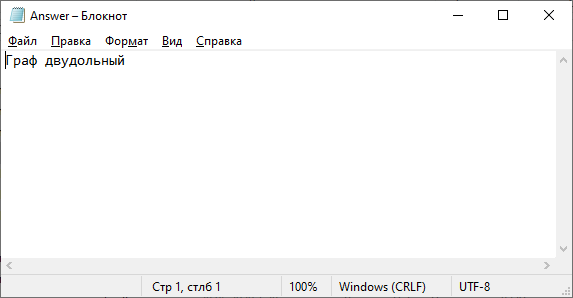 Answer – Блокнот
Файл Правка Формат Вид Справка
Граф двудольный
Стр 1, стлб 1 100% Windows (CRLF) UTF-8